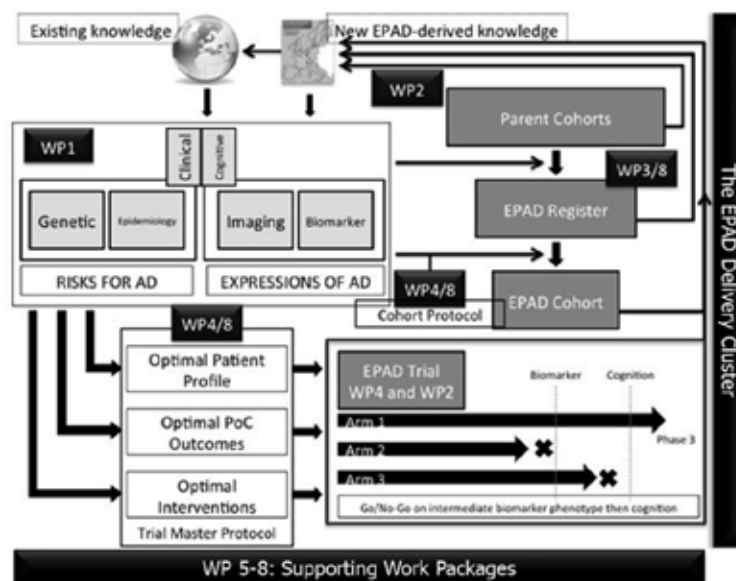 Existing knowledge
New EPAD-derived knowledge
WP2
Parent Cohorts
WP1
Clinical
Cognitive
WP3/8
Genetic
Epidemiology
Imaging
Biomarker
EPAD Register
RISKS FOR AD
EXPRESSIONS OF AD
WP4/8
Cohort Protocol
EPAD Cohort
The EPAD Delivery Cluster
WP4/8
Optimal Patient
Profile
Optimal PoC
Outcomes
Optimal
Interventions
Trial Master Protocol
EPAD Trial
WP4 and WP2
Biomarker
Cognition
Arm 1
Phase 3
Arm 2
Arm 3
Go/No-Go on intermediate biomarker phenotype then cognition
WP 5-8: Supporting Work Packages